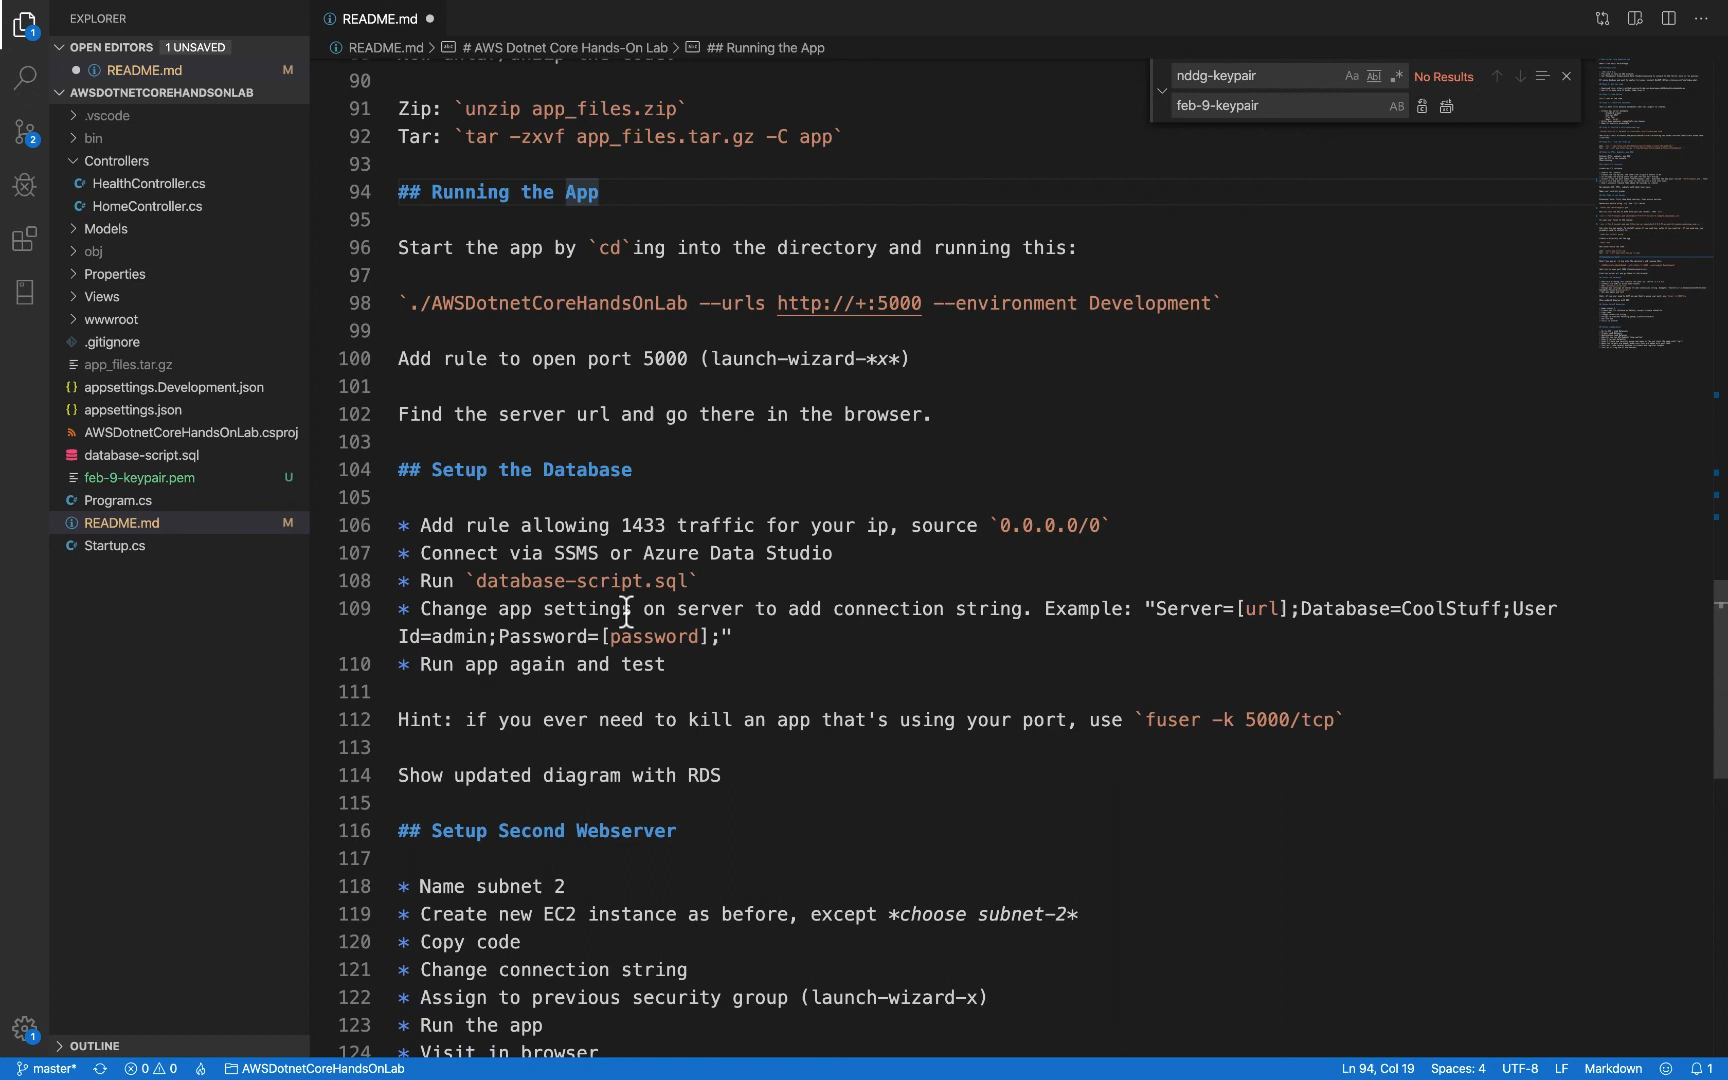 EXPLORER
OPEN EDITORS 1 UNSAVED
README.md M
AWSDOTNETCOREHANDSONLAB
.vscode
bin
Controllers
HealthController.cs
HomeController.cs
Models
obj
Properties
Views
wwwroot
.gitignore
app_files.tar.gz
appsettings.Development.json
appsettings.json
AWSDotnetCoreHandsOnLab.csproj
database-script.sql
feb-9-keypair.pem U
Program.cs
README.md M
Startup.cs
OUTLINE
README.md
README.md > # AWS Dotnet Core Hands-On Lab > ## Running the App
nddg-keypair Aa Abl .* No Results
feb-9-keypair AB
90
91 Zip: `unzip app_files.zip`
92 Tar: `tar -zxvf app_files.tar.gz -C app`
93
94 ## Running the App
95
96 Start the app by `cd`ing into the directory and running this:
97
98 `./AWSDotnetCoreHandsOnLab --urls http://+:5000 --environment Development`
99
100 Add rule to open port 5000 (launch-wizard-*x*)
101
102 Find the server url and go there in the browser.
103
104 ## Setup the Database
105
106 * Add rule allowing 1433 traffic for your ip, source `0.0.0.0/0`
107 * Connect via SSMS or Azure Data Studio
108 * Run `database-script.sql`
109 * Change app settings on server to add connection string. Example: "Server=[url];Database=CoolStuff;User
Id=admin;Password=[password];"
110 * Run app again and test
111
112 Hint: if you ever need to kill an app that's using your port, use `fuser -k 5000/tcp`
113
114 Show updated diagram with RDS
115
116 ## Setup Second Webserver
117
118 * Name subnet 2
119 * Create new EC2 instance as before, except *choose subnet-2*
120 * Copy code
121 * Change connection string
122 * Assign to previous security group (launch-wizard-x)
123 * Run the app
124 * Visit in browser
1
2
1
master* 0 0 AWSDotnetCoreHandsOnLab Ln 94, Col 19 Spaces: 4 UTF-8 LF Markdown 1